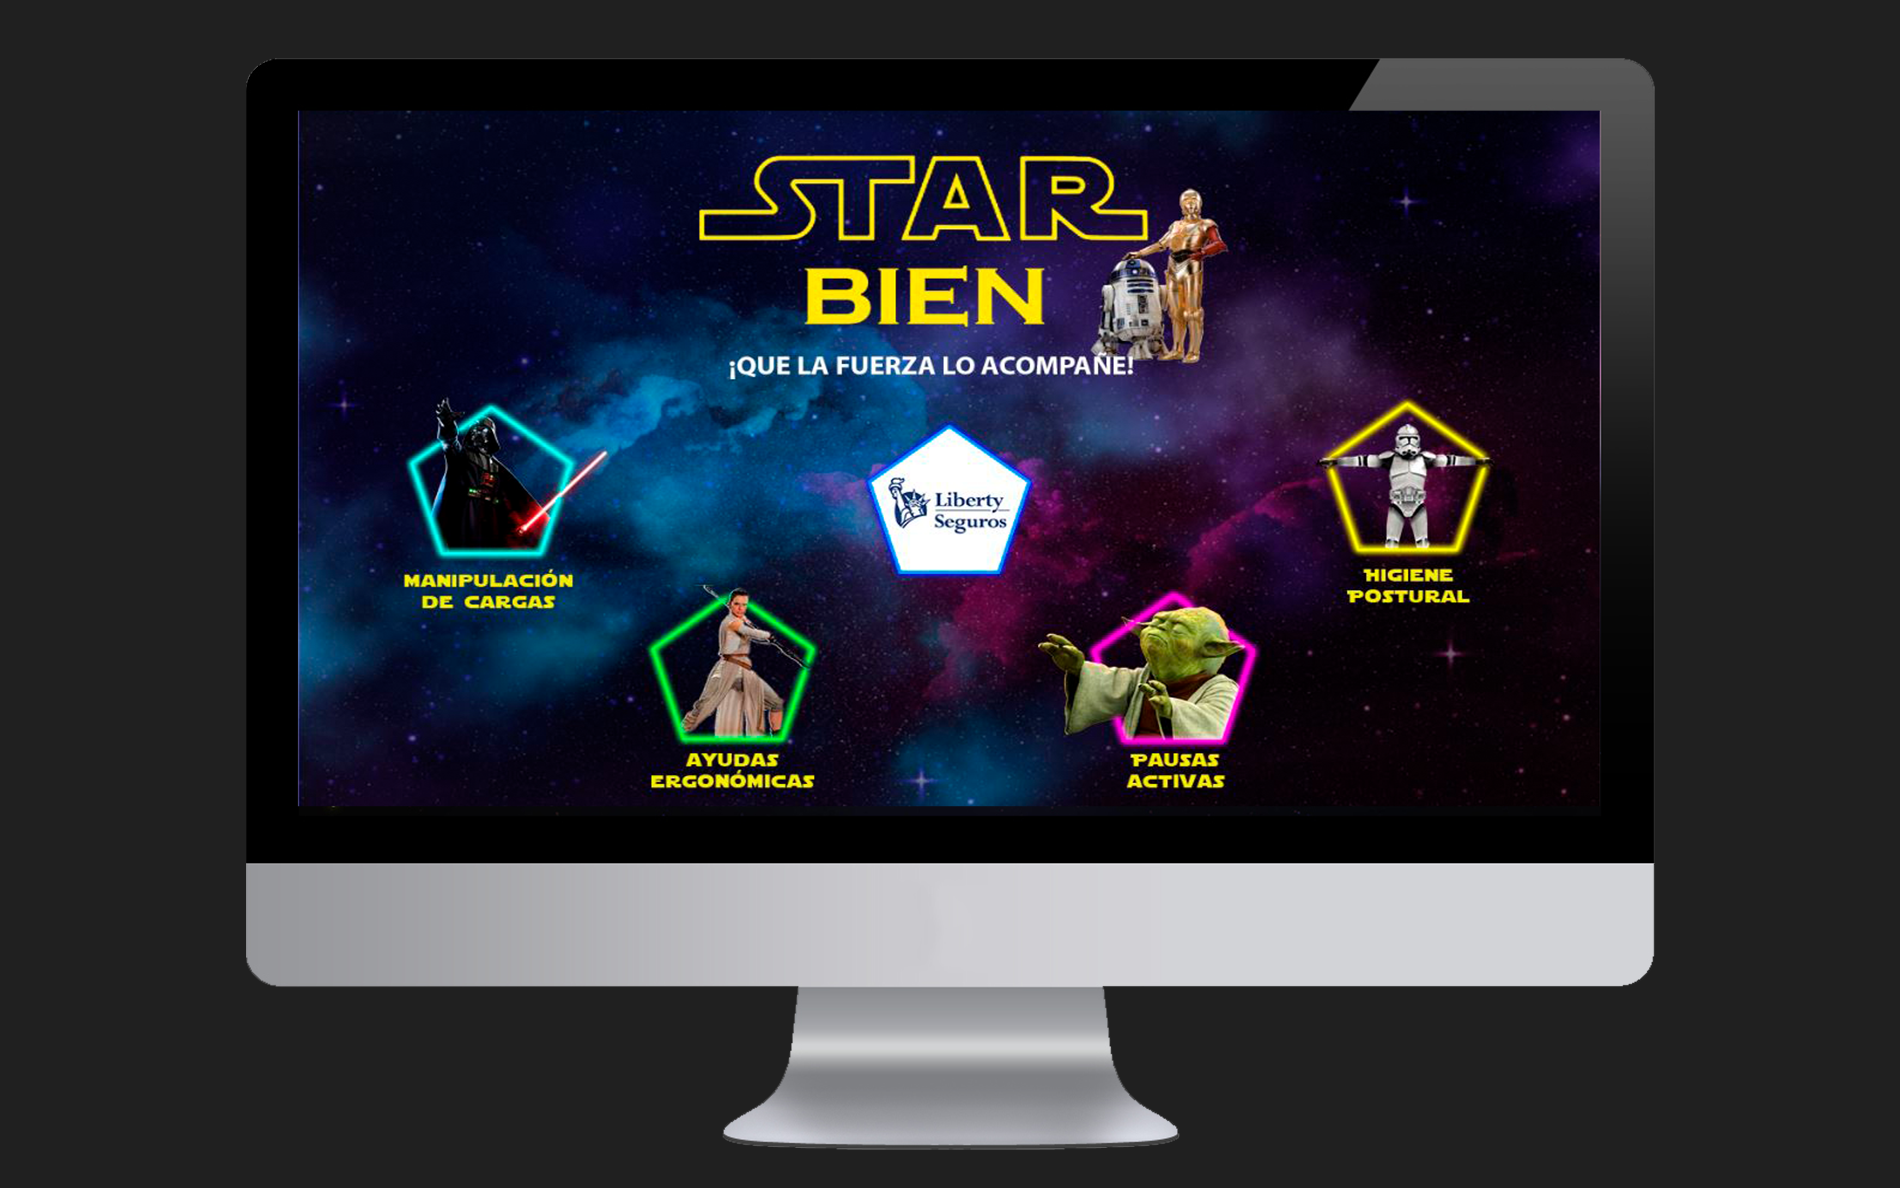 STAR
BIEN
¡QUE LA FUERZA LO ACOMPAÑE!
Liberty
Seguros
MANIPULACIÓN
DE CARGAS
HIGIENE
POSTURAL
AYUDAS
ERGONÓMICAS
PAUSAS
ACTIVAS